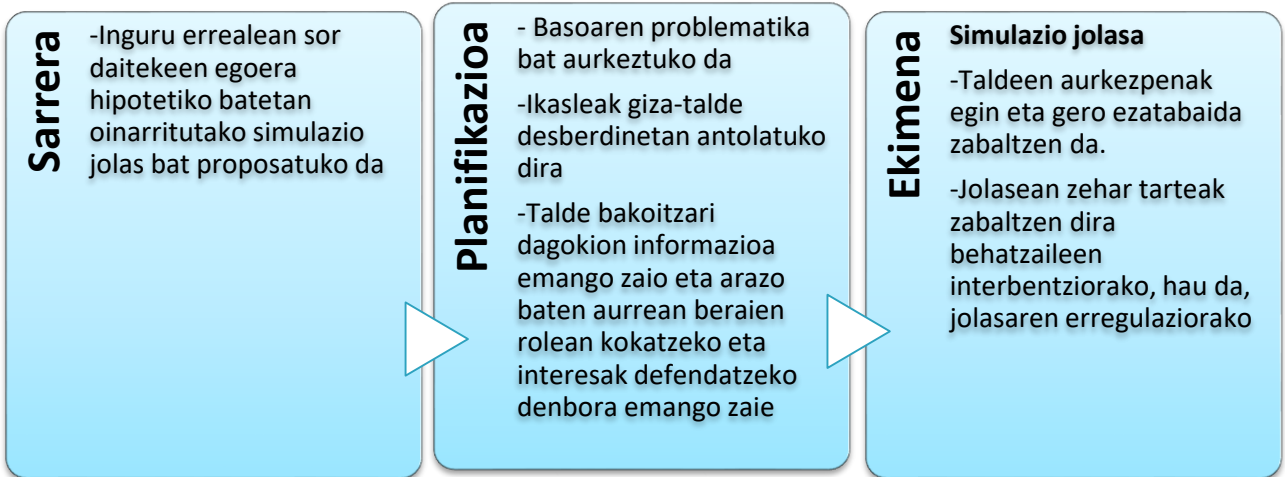 Sarrera
-Inguru errealean sor
daitekeen egoera
hipotetiko batetan
oinarritutako simulazio
jolas bat proposatuko da
Planifikazioa
- Basoaren problematika
bat aurkeztuko da
-Ikasleak giza-talde
desberdinetan antolatuko
dira
-Talde bakoitzari
dagokion informazioa
emango zaio eta arazo
baten aurrean beraien
rolean kokatzeko eta
interesak defendatzeko
denbora emango zaie
Ekimena
Simulazio jolasa
-Taldeen aurkezpenak
egin eta gero ezatabaida
zabaltzen da.
-Jolasean zehar tarteak
zabaltzen dira
behatzaileen
interbentziorako, hau da,
jolasaren erregulaziorako